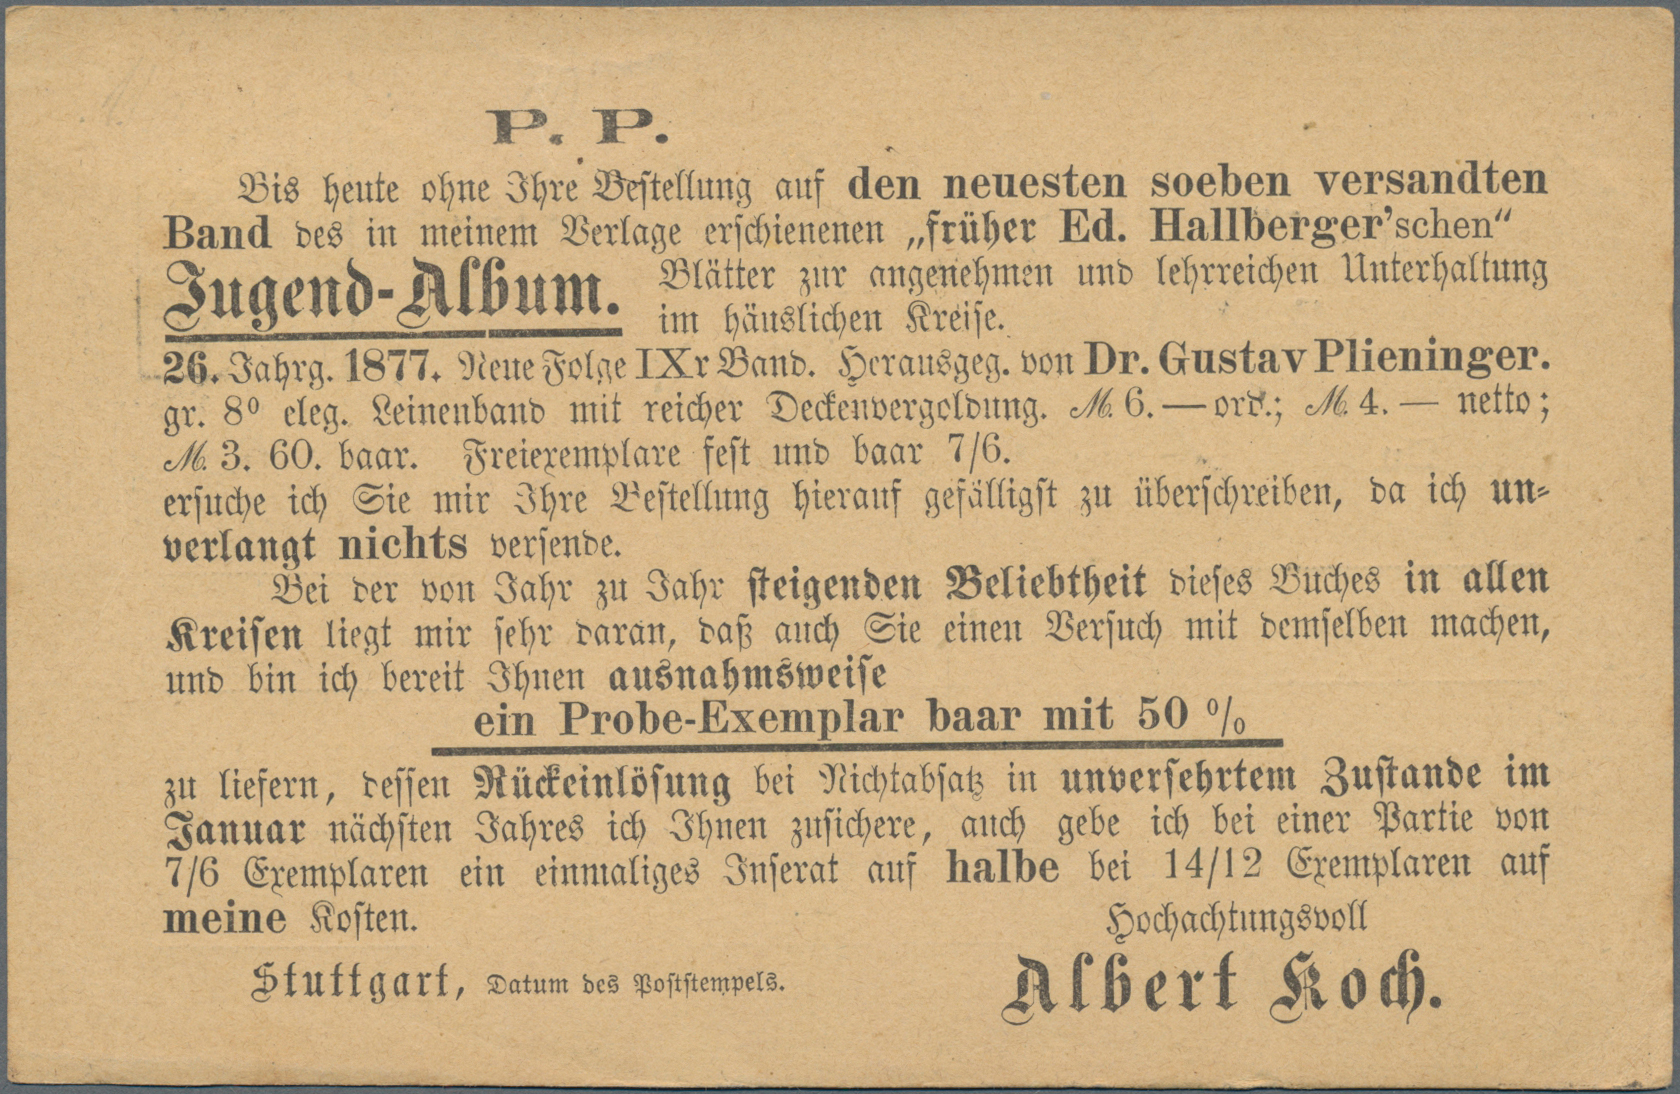 P. P.
Bis heute ohne Ihre Bestellung auf den neuesten soeben versandten
Band des in meinem Verlage erschienenen „früher Ed. Hallberger’schen“
Jugend-Album. Blätter zur angenehmen und lehrreichen Unterhaltung
im häuslichen Kreise.
26. Jahrg. 1877. Neue Folge IXr Band. Herausgeg. von Dr. Gustav Plieninger.
gr. 8º eleg. Leinenband mit reicher Deckenvergoldung. M. 6. — ord.; M. 4. — netto;
M. 3. 60. baar. Freiexemplare fest und baar 7/6.
ersuche ich Sie mir Ihre Bestellung hierauf gefälligst zu überschreiben, da ich un-
verlangt nichts versende.
Bei der von Jahr zu Jahr steigenden Beliebtheit dieses Buches in allen
Kreisen liegt mir sehr daran, daß auch Sie einen Versuch mit demselben machen,
und bin ich bereit Ihnen ausnahmsweise
ein Probe-Exemplar baar mit 50 %
zu liefern, dessen Rückeinlösung bei Nichtabsatz in unversehrtem Zustande im
Januar nächsten Jahres ich Ihnen zusichere, auch gebe ich bei einer Partie von
7/6 Exemplaren ein einmaliges Inserat auf halbe bei 14/12 Exemplaren auf
meine Kosten. Hochachtungsvoll
Stuttgart, Datum des Poststempels. Albert Koch.